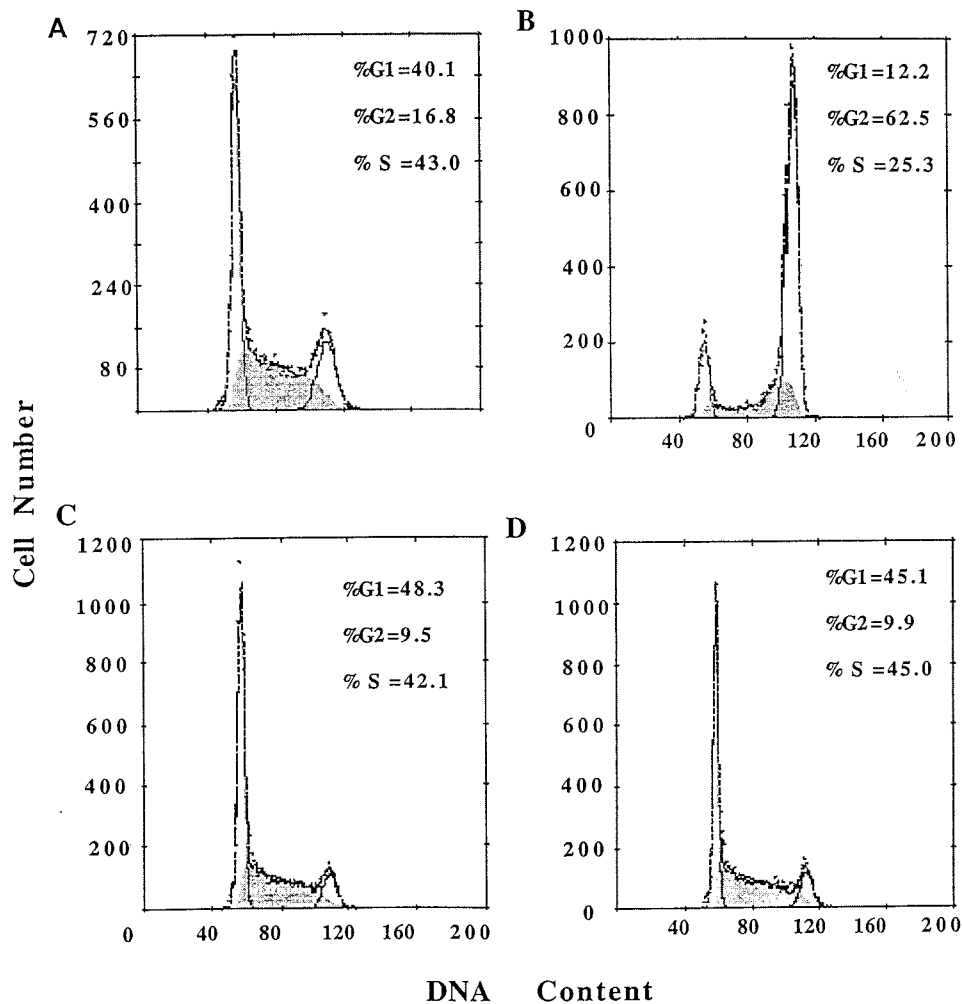 A
720
560
400
240
80
%G1=40.1
%G2=16.8
% S =43.0
B
1000
800
600
400
200
0
%G1=12.2
%G2=62.5
% S =25.3
40 80 120 160 200
Cell Number
C
1200
1000
800
600
400
200
%G1=48.3
%G2=9.5
% S =42.1
0 40 80 120 160 200
D
1200
1000
800
600
400
200
0
%G1=45.1
%G2=9.9
% S =45.0
40 80 120 160 200
DNA Content